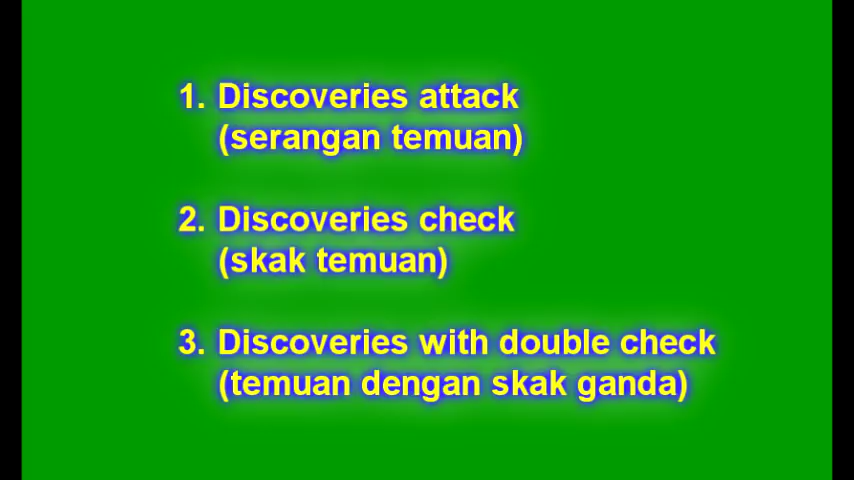 1. Discoveries attack
(serangan temuan)
2. Discoveries check
(skak temuan)
3. Discoveries with double check
(temuan dengan skak ganda)